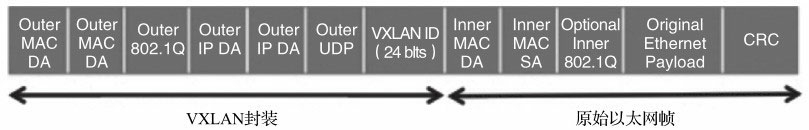 Outer MAC DA
Outer MAC DA
Outer 802.1Q
Outer IP DA
Outer IP DA
Outer UDP
VXLAN ID ( 24 blts )
Inner MAC DA
Inner MAC SA
Optional Inner 802.1Q
Original Ethernet Payload
CRC
VXLAN封装
原始以太网帧